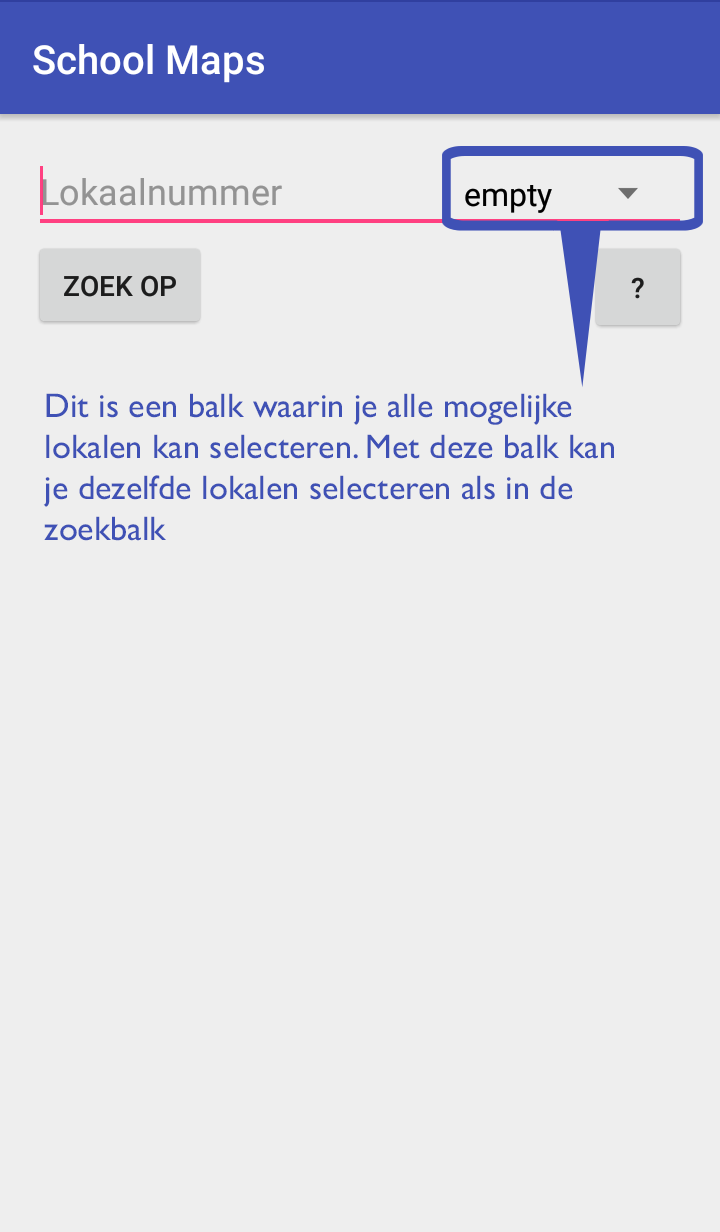 School Maps
Lokaalnummer
empty
ZOEK OP
?
Dit is een balk waarin je alle mogelijke
lokalen kan selecteren. Met deze balk kan
je dezelfde lokalen selecteren als in de
zoekbalk